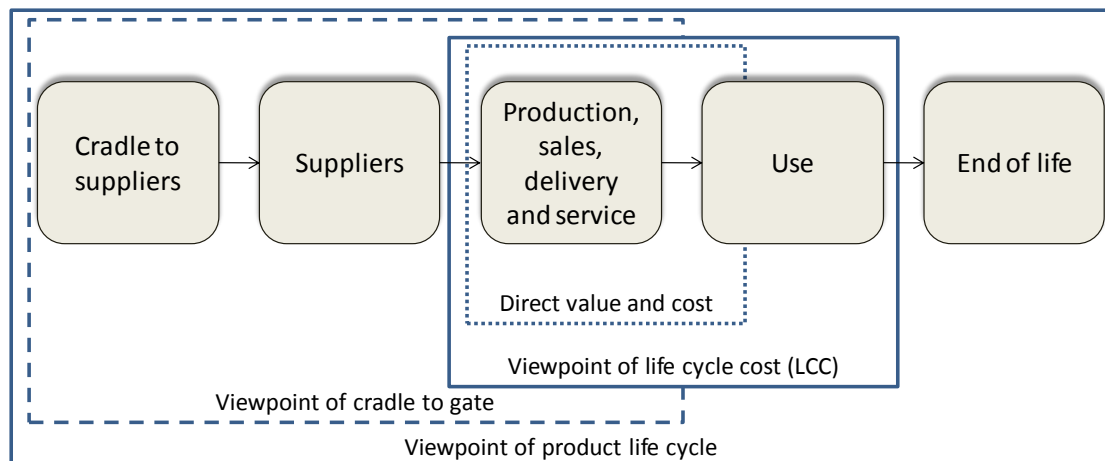 Cradle to
suppliers
Suppliers
Production,
sales,
delivery
and service
Use
End of life
Direct value and cost
Viewpoint of life cycle cost (LCC)
Viewpoint of cradle to gate
Viewpoint of product life cycle